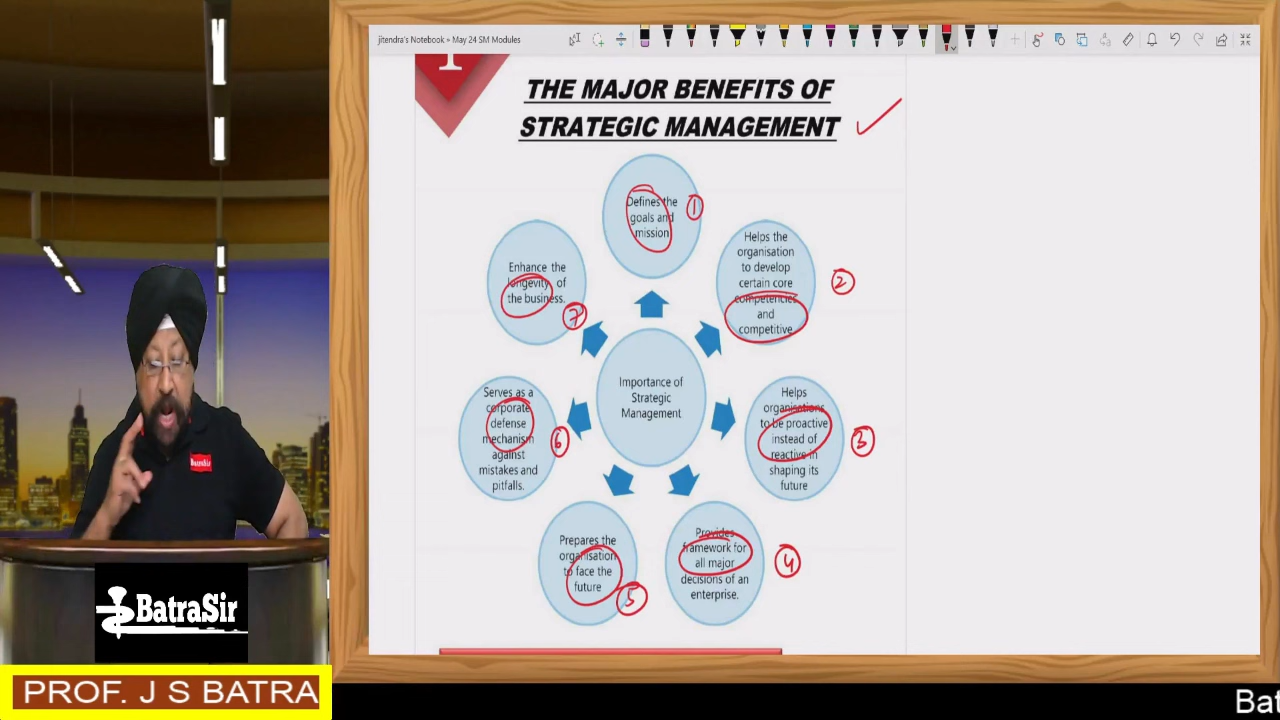 jitendra's Notebook » May 24 SM Modules
1
THE MAJOR BENEFITS OF
STRATEGIC MANAGEMENT
Defines the
goals and
mission
1
Helps the
organisation
to develop
certain core
competencies
and
competitive
2
Helps
organisations
to be proactive
instead of
reactive in
shaping its
future
3
Provides
framework for
all major
decisions of an
enterprise.
4
Prepares the
organisation
to face the
future
5
Serves as a
corporate
defense
mechanism
against
mistakes and
pitfalls.
6
Enhance the
longevity of
the business.
7
Importance of
Strategic
Management
BatraSir
BatraSir
PROF. J S BATRA
Bat